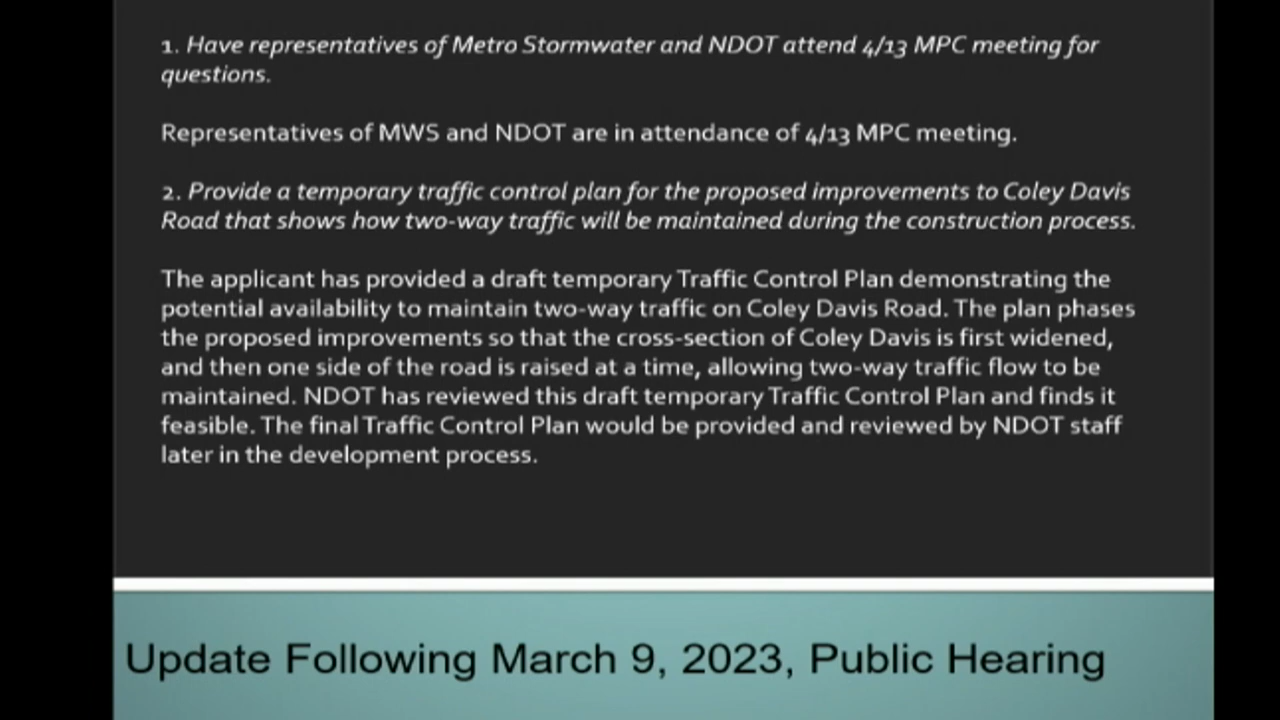 1. Have representatives of Metro Stormwater and NDOT attend 4/13 MPC meeting for
questions.
Representatives of MWS and NDOT are in attendance of 4/13 MPC meeting.
2. Provide a temporary traffic control plan for the proposed improvements to Coley Davis
Road that shows how two-way traffic will be maintained during the construction process.
The applicant has provided a draft temporary Traffic Control Plan demonstrating the
potential availability to maintain two-way traffic on Coley Davis Road. The plan phases
the proposed improvements so that the cross-section of Coley Davis is first widened,
and then one side of the road is raised at a time, allowing two-way traffic flow to be
maintained. NDOT has reviewed this draft temporary Traffic Control Plan and finds it
feasible. The final Traffic Control Plan would be provided and reviewed by NDOT staff
later in the development process.
Update Following March 9, 2023, Public Hearing